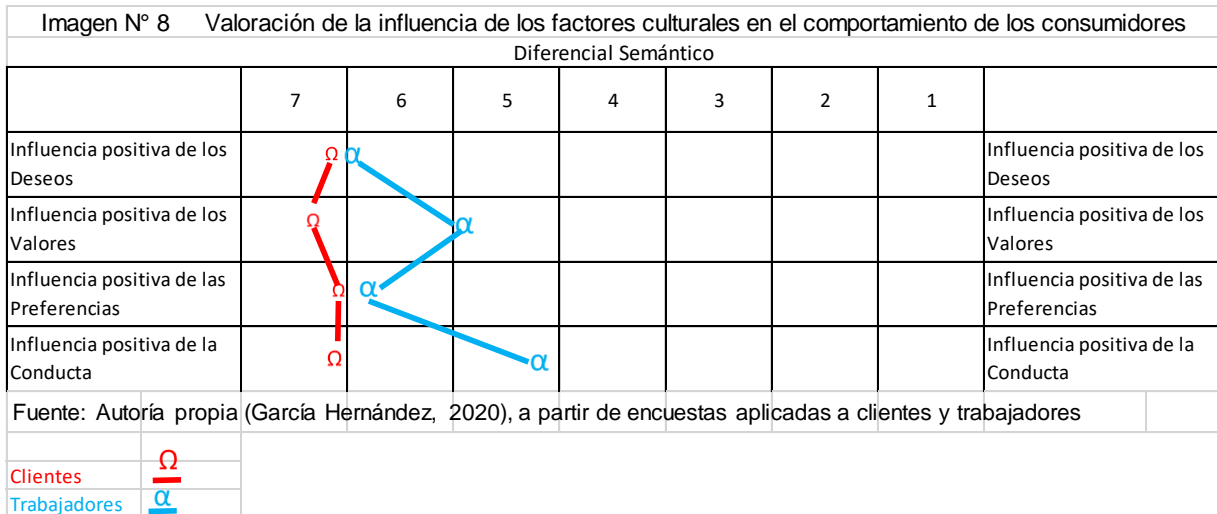 Imagen N° 8 Valoración de la influencia de los factores culturales en el comportamiento de los consumidores
Diferencial Semántico
7 6 5 4 3 2 1
Influencia positiva de los Ω α Influencia positiva de los
Deseos Deseos
Influencia positiva de los Ω α Influencia positiva de los
Valores Valores
Influencia positiva de las Ω α Influencia positiva de las
Preferencias Preferencias
Influencia positiva de la Ω α Influencia positiva de la
Conducta Conducta
Fuente: Autoría propia (García Hernández, 2020), a partir de encuestas aplicadas a clientes y trabajadores
Clientes Ω
Trabajadores α